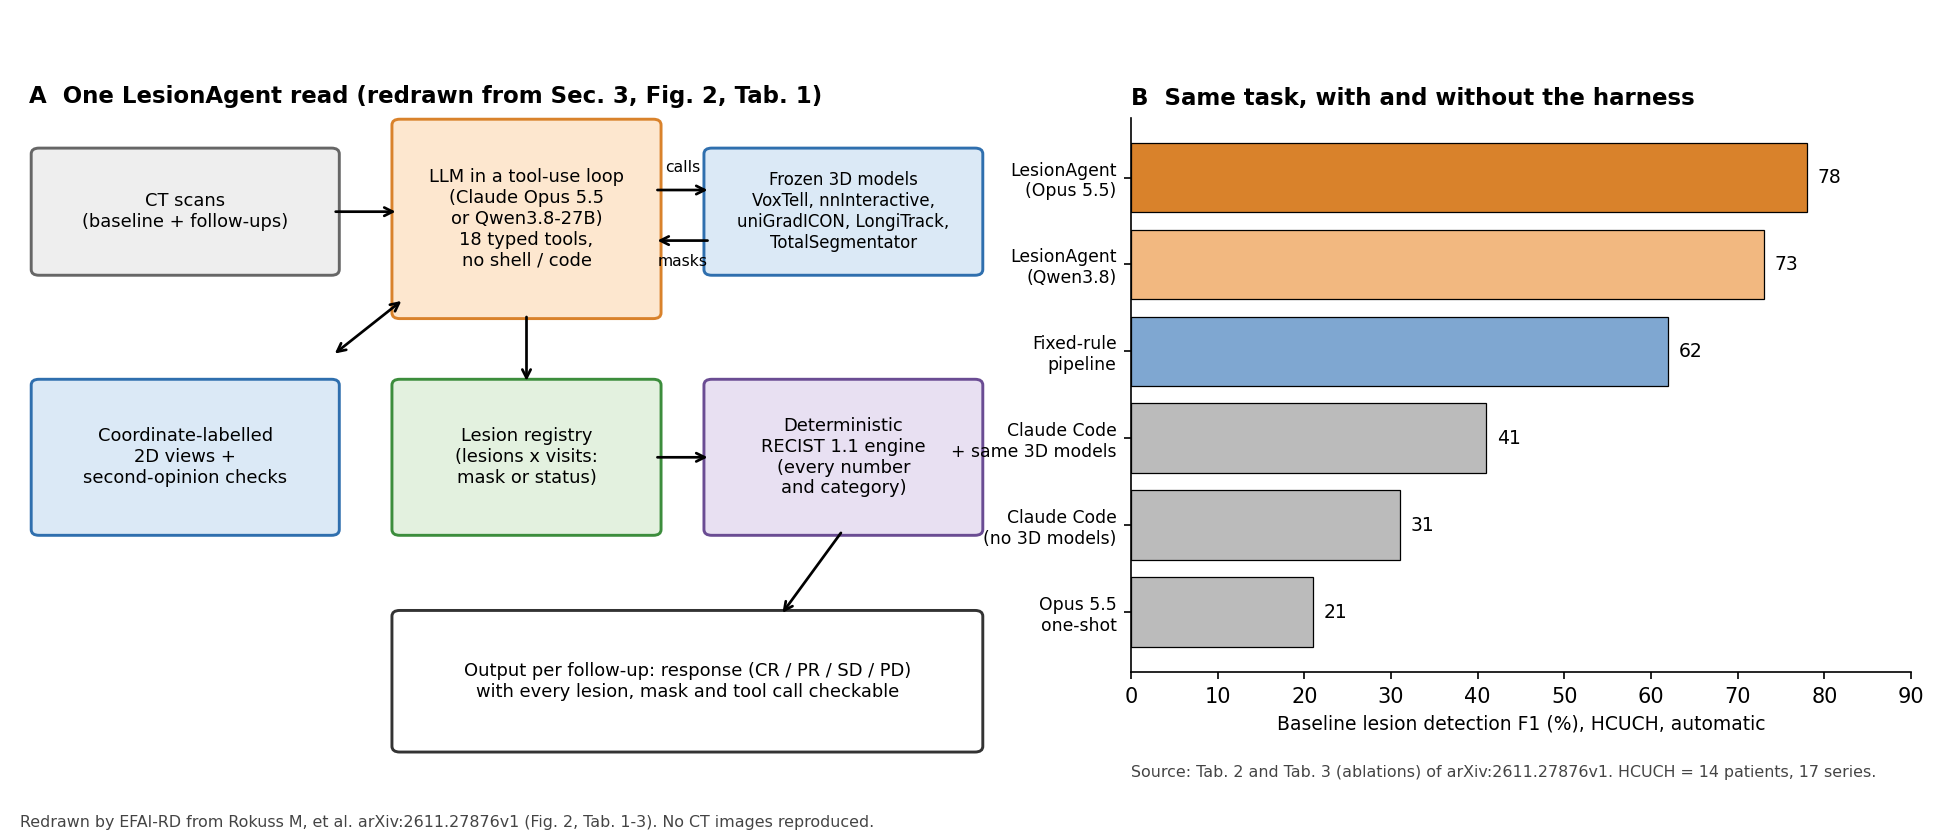 A  One LesionAgent read (redrawn from Sec. 3, Fig. 2, Tab. 1)
CT scans
(baseline + follow-ups)
LLM in a tool-use loop
(Claude Opus 5.5
or Qwen3.8-27B)
18 typed tools,
no shell / code
calls
masks
Frozen 3D models
VoxTell, nnInteractive,
uniGradICON, LongiTrack,
TotalSegmentator
Coordinate-labelled
2D views +
second-opinion checks
Lesion registry
(lesions x visits:
mask or status)
Deterministic
RECIST 1.1 engine
(every number
and category)
Output per follow-up: response (CR / PR / SD / PD)
with every lesion, mask and tool call checkable
B  Same task, with and without the harness
LesionAgent
(Opus 5.5)
78
LesionAgent
(Qwen3.8)
73
Fixed-rule
pipeline
62
Claude Code
+ same 3D models
41
Claude Code
(no 3D models)
31
Opus 5.5
one-shot
21
0 10 20 30 40 50 60 70 80 90
Baseline lesion detection F1 (%), HCUCH, automatic
Source: Tab. 2 and Tab. 3 (ablations) of arXiv:2611.27876v1. HCUCH = 14 patients, 17 series.
Redrawn by EFAI-RD from Rokuss M, et al. arXiv:2611.27876v1 (Fig. 2, Tab. 1-3). No CT images reproduced.